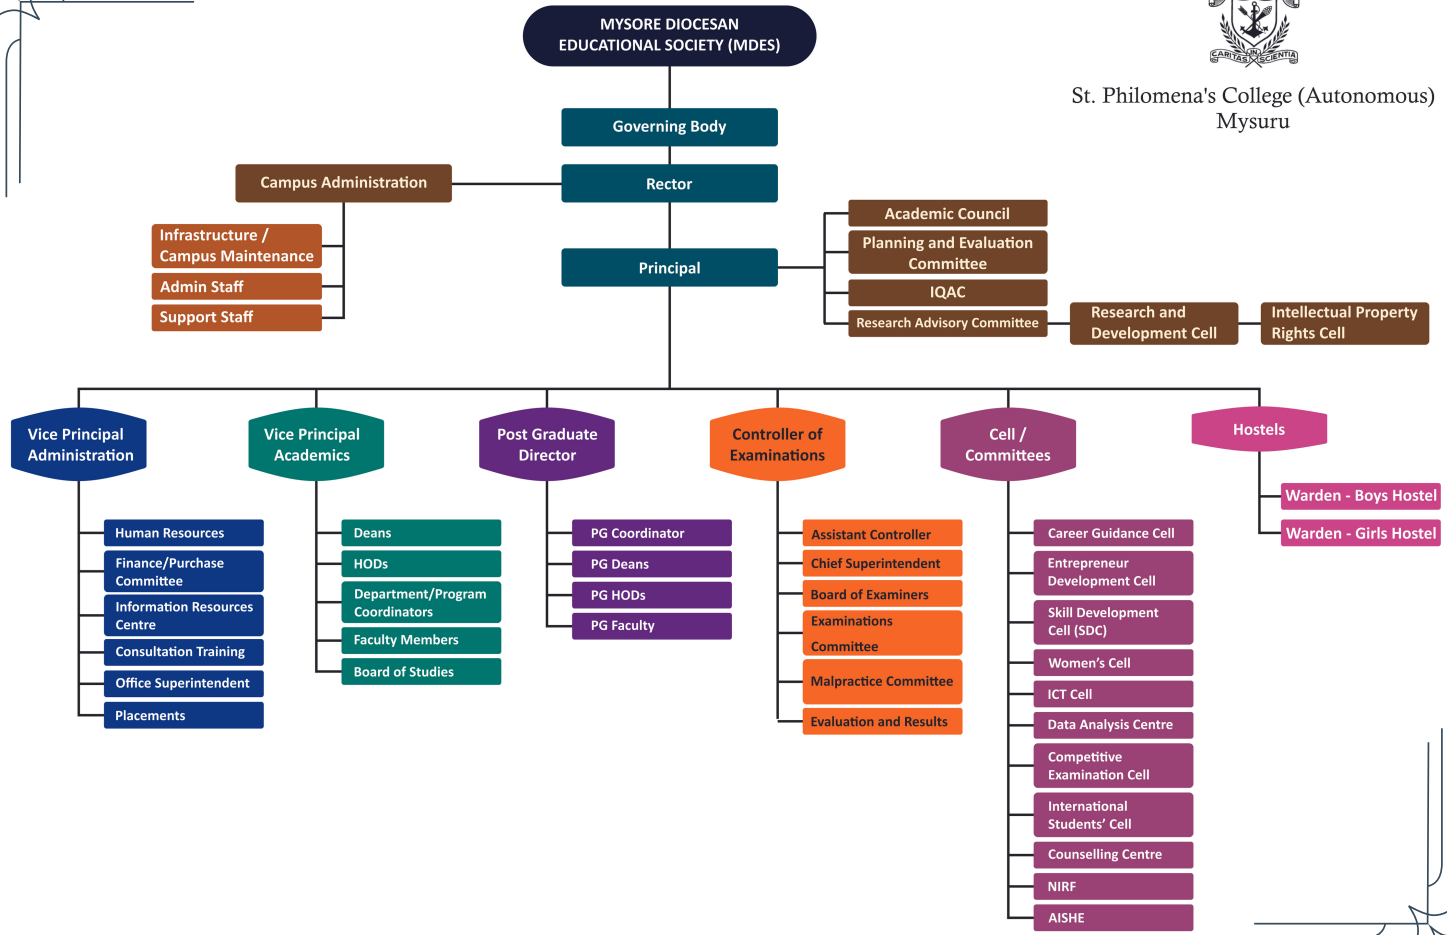 MYSORE DIOCESAN
EDUCATIONAL SOCIETY (MDES)
CARITAS IN SCIENTIA
St. Philomena's College (Autonomous)
Mysuru
Governing Body
Campus Administration
Rector
Infrastructure /
Campus Maintenance
Admin Staff
Support Staff
Principal
Academic Council
Planning and Evaluation
Committee
IQAC
Research Advisory Committee
Research and
Development Cell
Intellectual Property
Rights Cell
Vice Principal
Administration
Human Resources
Finance/Purchase
Committee
Information Resources
Centre
Consultation Training
Office Superintendent
Placements
Vice Principal
Academics
Deans
HODs
Department/Program
Coordinators
Faculty Members
Board of Studies
Post Graduate
Director
PG Coordinator
PG Deans
PG HODs
PG Faculty
Controller of
Examinations
Assistant Controller
Chief Superintendent
Board of Examiners
Examinations
Committee
Malpractice Committee
Evaluation and Results
Cell /
Committees
Career Guidance Cell
Entrepreneur
Development Cell
Skill Development
Cell (SDC)
Women’s Cell
ICT Cell
Data Analysis Centre
Competitive
Examination Cell
International
Students’ Cell
Counselling Centre
NIRF
AISHE
Hostels
Warden - Boys Hostel
Warden - Girls Hostel